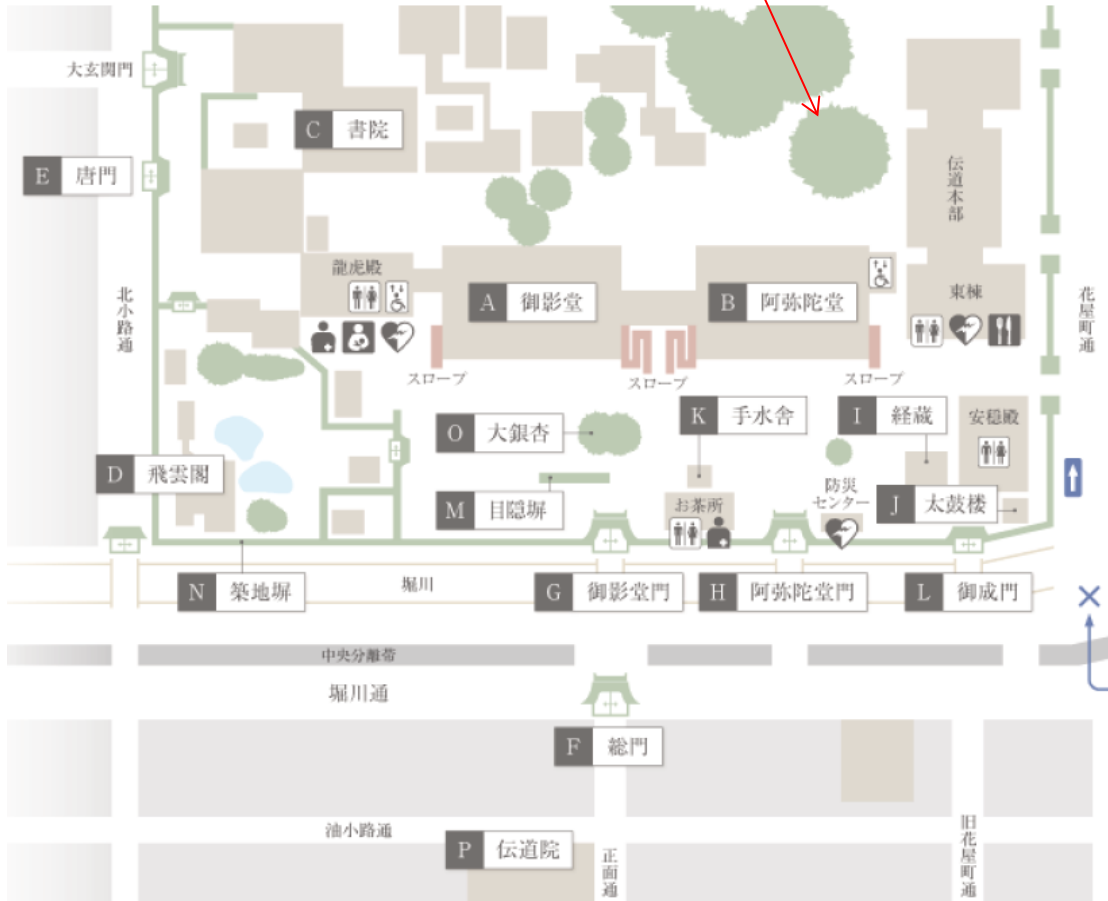 大玄関門
C 書院
E 唐門
伝道本部
龍虎殿
A 御影堂
B 阿弥陀堂
東棟
北小路通
花屋町通
スロープ
スロープ
スロープ
O 大銀杏
K 手水舎
I 経蔵
安穏殿
D 飛雲閣
M 目隠塀
お茶所
防災
センター
J 太鼓楼
N 築地塀
堀川
G 御影堂門
H 阿弥陀堂門
L 御成門
中央分離帯
堀川通
F 総門
油小路通
P 伝道院
正面通
旧花屋町通